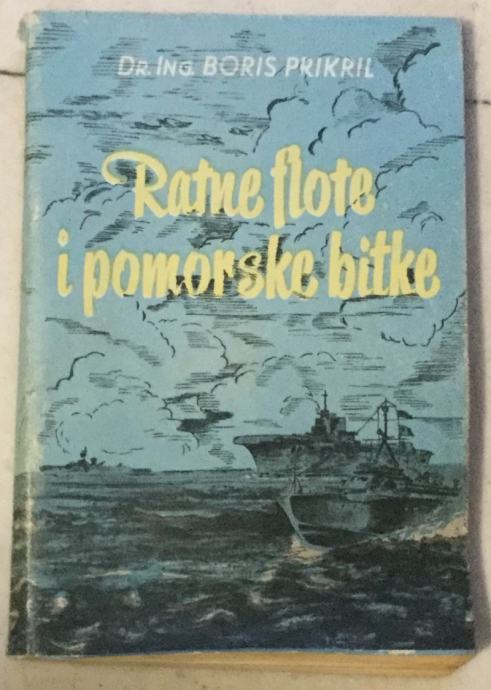 DR. ING. BORIS PRIKRIL
Ratne flote
i pomorske bitke